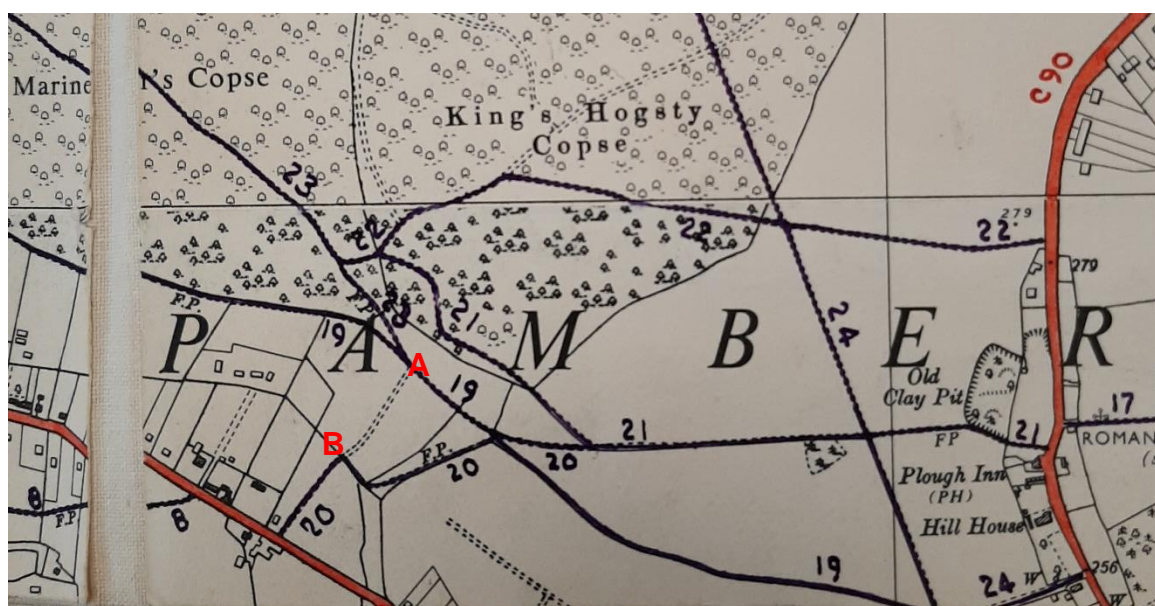 Marine
r's Copse
King's Hogsty
Copse
C 90
23
22
22
279
22
279
F.P.
19
F.P.
23
21
24
P A M B E R
A
19
Old
Clay Pit
17
B
F.P.
20
20
21
FP
21
ROMAN
Plough Inn
(PH)
Hill House
8
F.P.
8
20
19
24
W
256
W